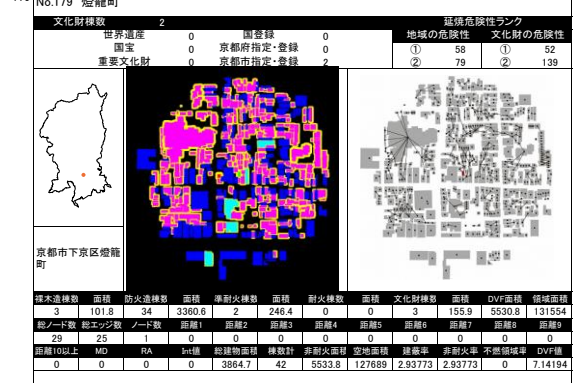 No.179 燈籠町
文化財棟数 2 延焼危険性ランク
世界遺産 0 国登録 0 地域の危険性 文化財の危険性
国宝 0 京都府指定・登録 0 ① 58 ① 52
重要文化財 0 京都市指定・登録 2 ② 79 ② 139
京都市下京区燈籠
町
裸木造棟数 面積 防火造棟数 面積 準耐火棟数 面積 耐火棟数 面積 文化財棟数 面積 DVF面積 領域面積
3 101.8 34 3360.6 2 246.4 0 0 3 155.9 5530.8 131554
総ノード数 総エッジ数 ノード数 距離1 距離2 距離3 距離4 距離5 距離6 距離7 距離8 距離9
29 25 1 0 0 0 0 0 0 0 0 0
距離10以上 MD RA Int値 総建物面積 棟数計 非耐火面積 空地面積 建蔽率 非耐火率 不燃領域率 DVF値
0 0 0 0 3864.7 42 5533.8 127689 2.93773 2.93773 0 7.14194